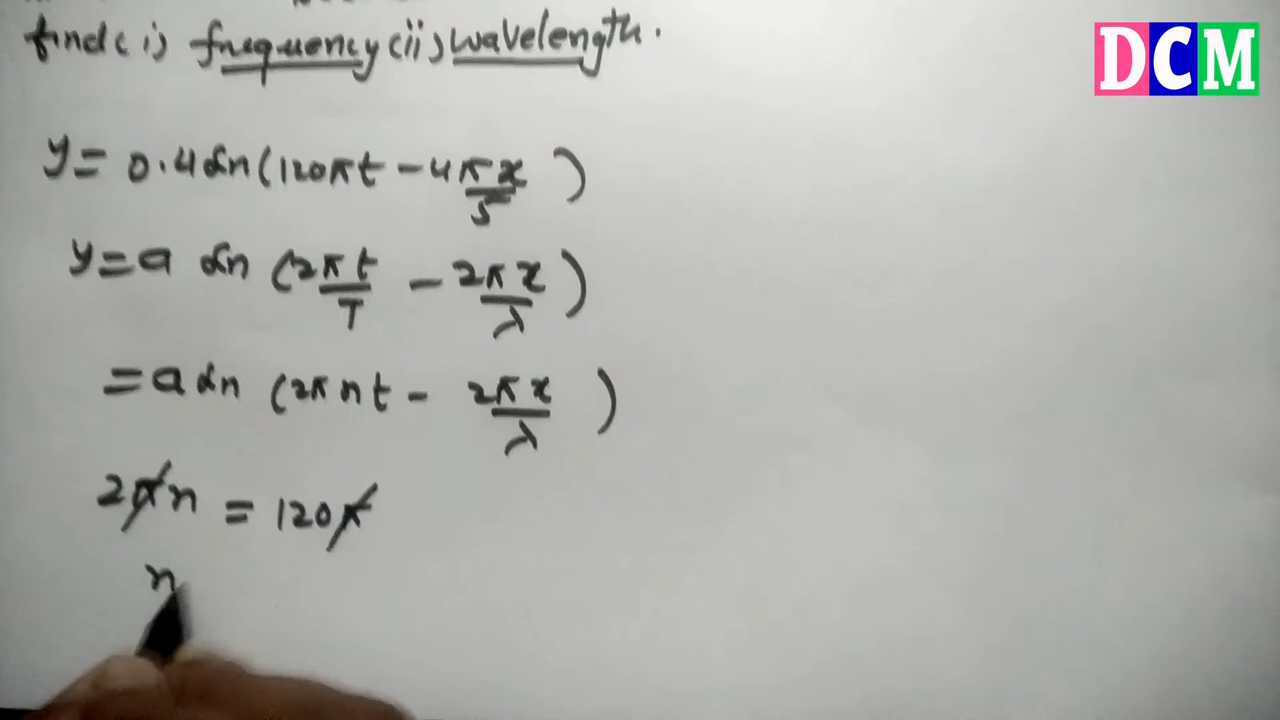 find (i) frequency (ii) wavelength.
DCM
y = 0.4 sin (120πt - 4πx/5)
y = a sin (2πt/T - 2πx/λ)
= a sin (2πnt - 2πx/λ)
2πn = 120π
n